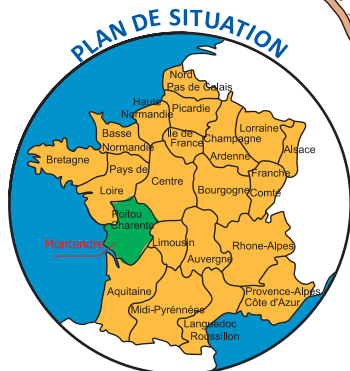 PLAN DE SITUATION
Nord
Pas de Calais
Haute
Normandie
Picardie
Basse
Normandie
Ile de
France
Champagne
Ardenne
Lorraine
Alsace
Bretagne
Pays de
Loire
Centre
Bourgogne
Franche
Comté
Poitou
Charente
Montendre
Limousin
Auvergne
Rhone-Alpes
Aquitaine
Midi-Pyrénnées
Languedoc
Roussillon
Provence-Alpes
Côte d'Azur